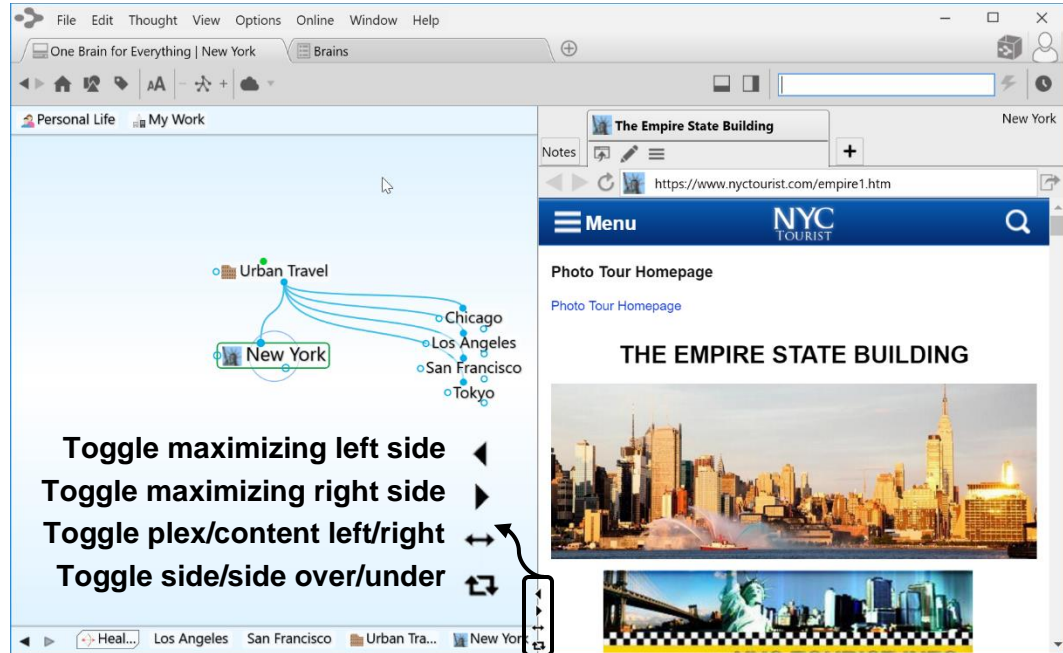 File Edit Thought View Options Online Window Help
One Brain for Everything | New York
Brains
AA
Personal Life
My Work
New York
The Empire State Building
Notes
https://www.nyctourist.com/empire1.htm
Menu
NYC
TOURIST
Photo Tour Homepage
Photo Tour Homepage
Urban Travel
Chicago
Los Angeles
New York
San Francisco
Tokyo
THE EMPIRE STATE BUILDING
Toggle maximizing left side
Toggle maximizing right side
Toggle plex/content left/right
Toggle side/side over/under
Heal... Los Angeles San Francisco Urban Tra... New York